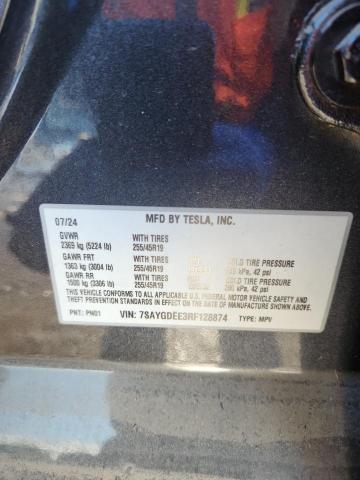 07/24 MFD BY TESLA, INC.
GVWR WITH TIRES
2369 kg (5224 lb) 255/45R19
GAWR FRT WITH TIRES COLD TIRE PRESSURE
1363 kg (3004 lb) 255/45R19 kPa, 42 psi
GAWR RR WITH TIRES COLD TIRE PRESSURE
1500 kg (3306 lb) 255/45R19 290 kPa, 42 psi
THIS VEHICLE CONFORMS TO ALL APPLICABLE U.S. FEDERAL MOTOR VEHICLE SAFETY AND
THEFT PREVENTION STANDARDS IN EFFECT ON THE DATE OF MANUFACTURE SHOWN
ABOVE.
PNT: PN01 VIN: 7SAYGDEE3RF128874 TYPE: MPV